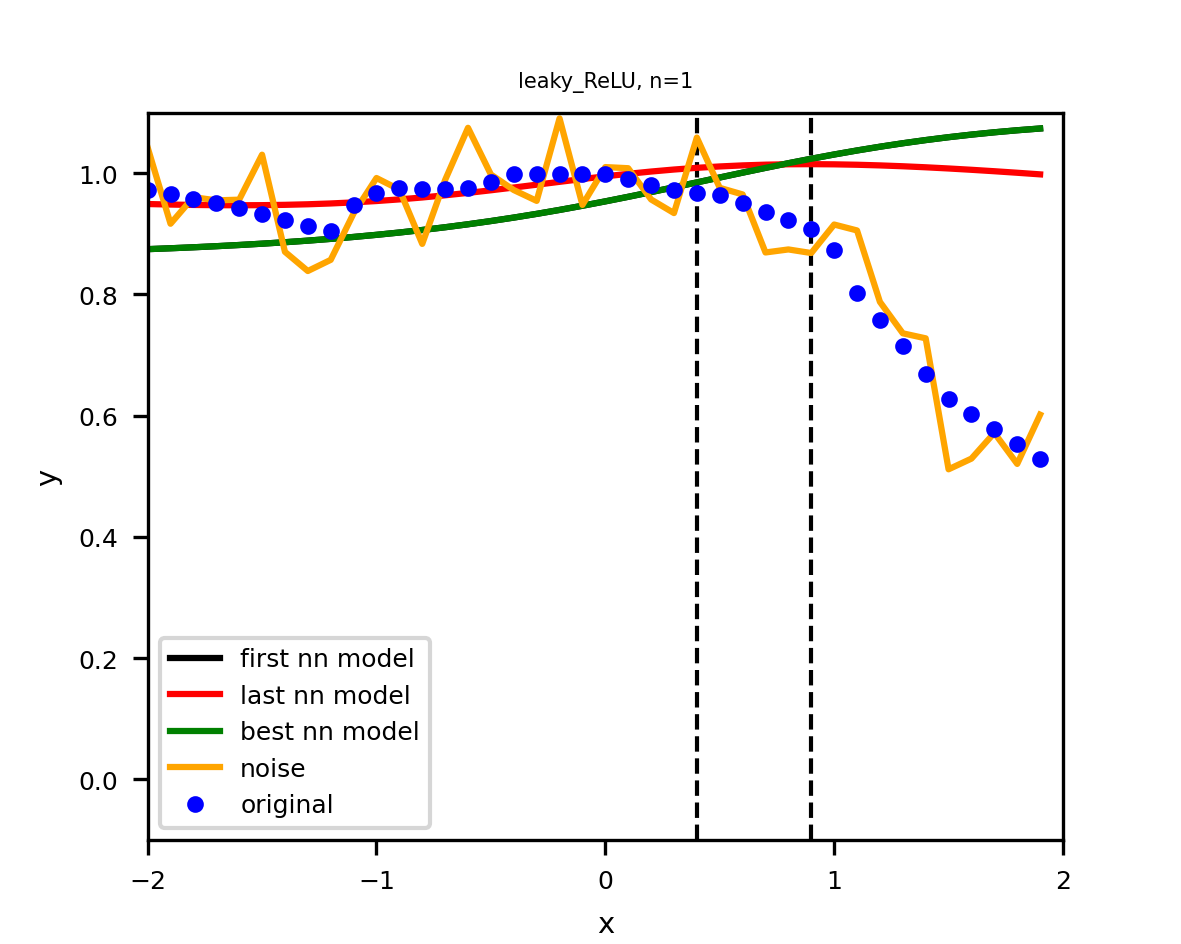 leaky_ReLU, n=1
1.0
0.8
0.6
0.4
0.2
0.0
y
first nn model
last nn model
best nn model
noise
original
−2
−1
0
1
2
x